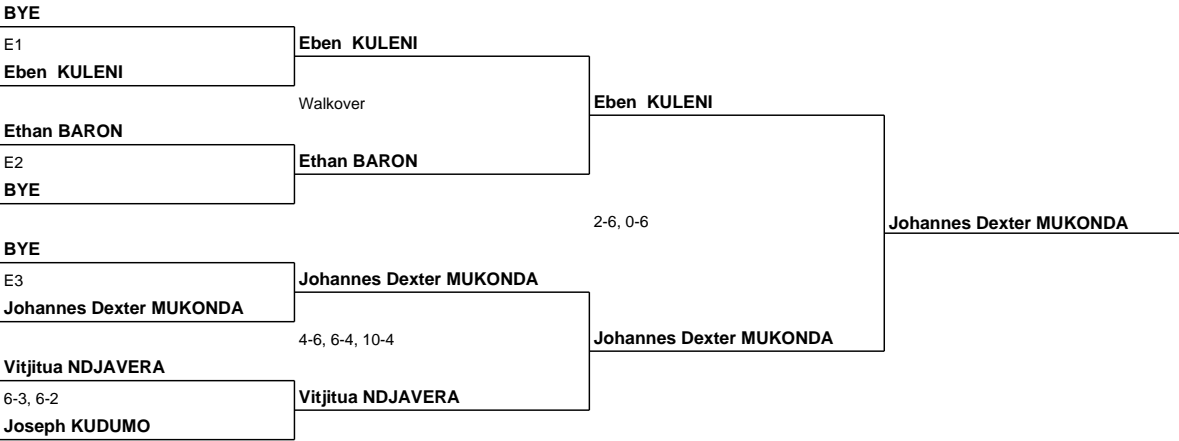 BYE
E1
Eben KULENI
Eben KULENI
Walkover
Eben KULENI
Ethan BARON
E2
Ethan BARON
BYE
2-6, 0-6
Johannes Dexter MUKONDA
BYE
E3
Johannes Dexter MUKONDA
Johannes Dexter MUKONDA
4-6, 6-4, 10-4
Johannes Dexter MUKONDA
Vitjitua NDJAVERA
6-3, 6-2
Vitjitua NDJAVERA
Joseph KUDUMO